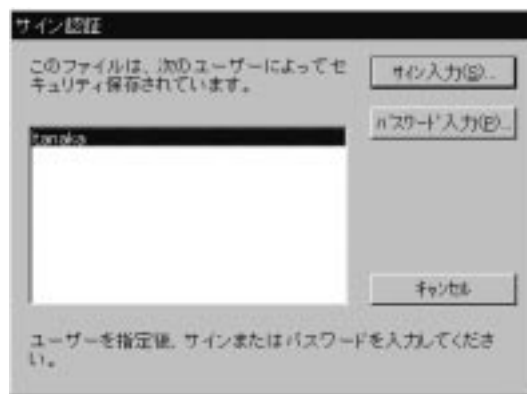 サイン認証
このファイルは、次のユーザーによってセ
キュリティ保存されています。
サイン入力(S)...
パスワード入力(P)...
tanaka
キャンセル
ユーザーを指定後、サインまたはパスワードを入力してくださ
い。